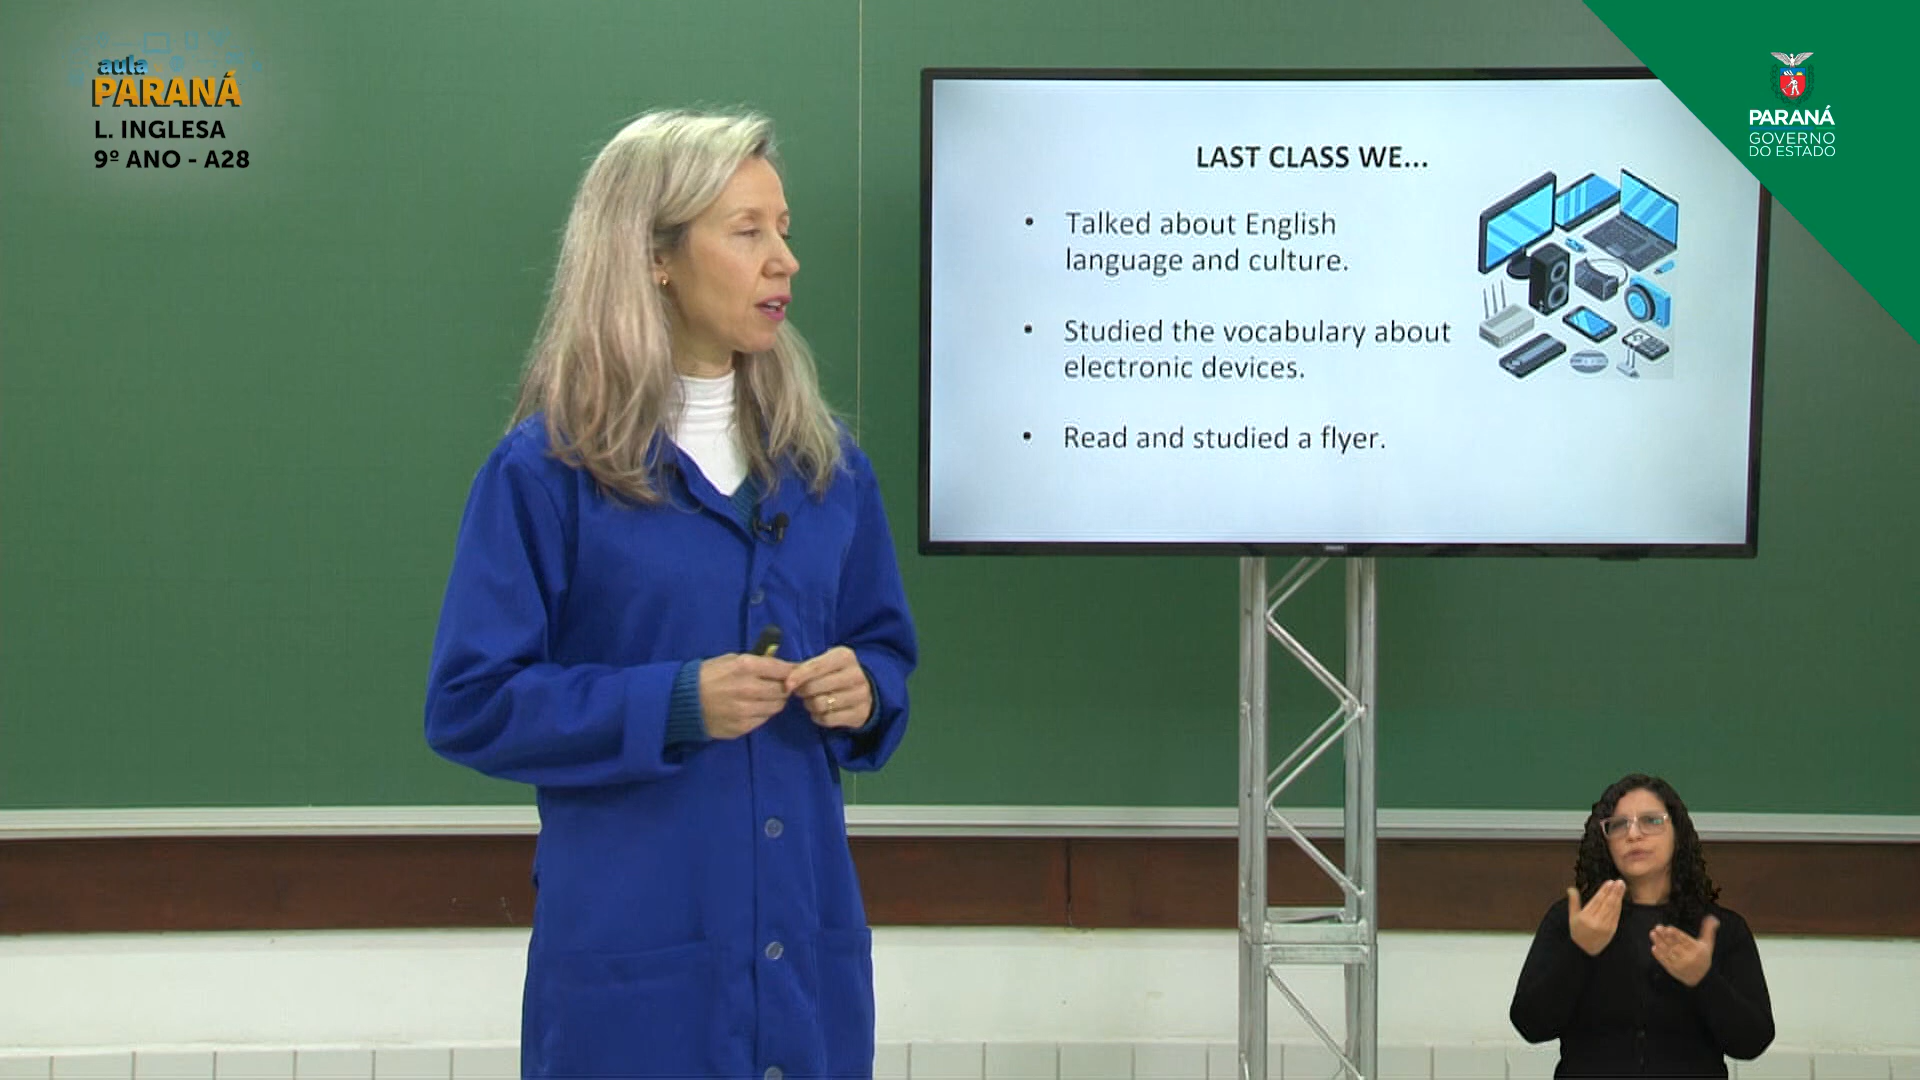 aula
PARANÁ
L. INGLESA
9º ANO - A28
PARANÁ
GOVERNO
DO ESTADO
LAST CLASS WE...
• Talked about English
language and culture.
• Studied the vocabulary about
electronic devices.
• Read and studied a flyer.